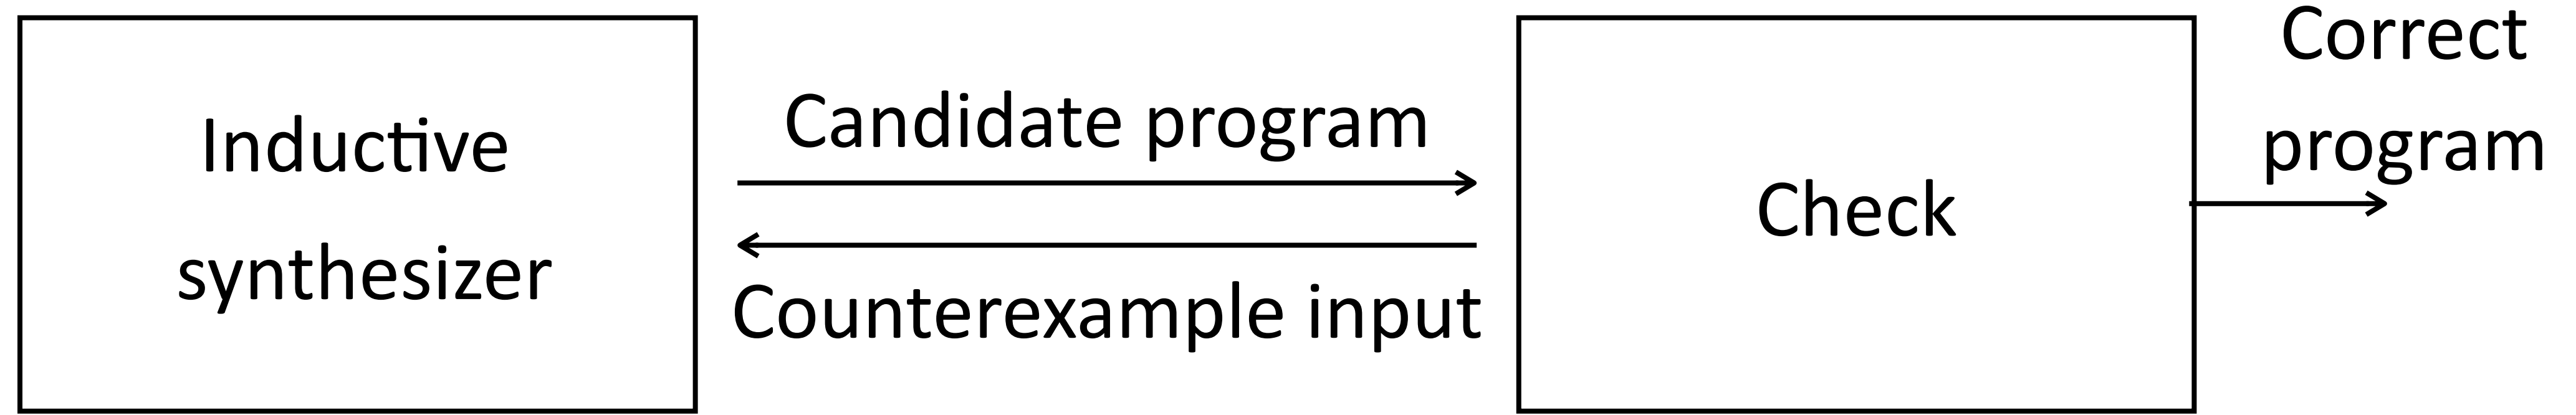 Inductive
synthesizer
Candidate program
Counterexample input
Check
Correct
program